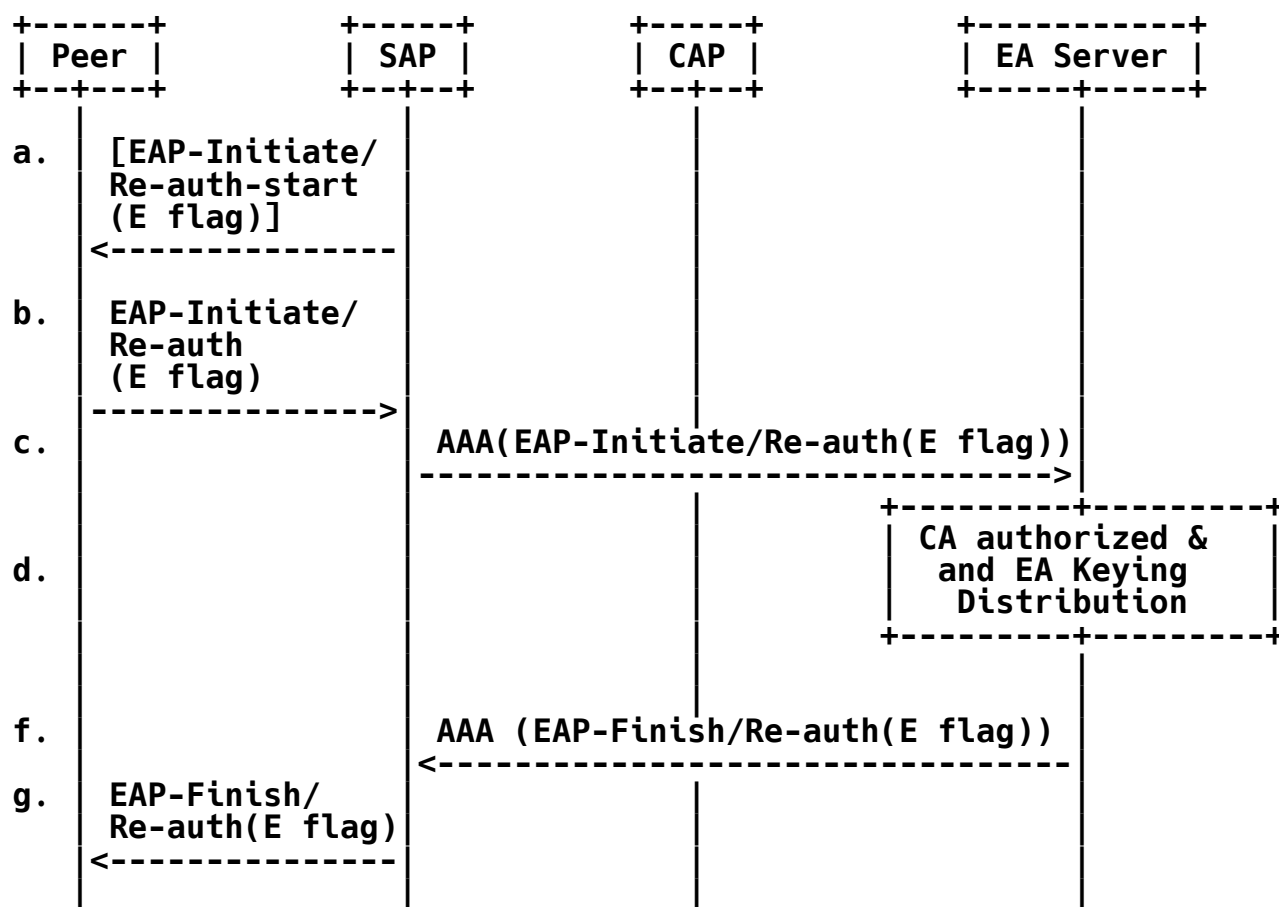 Peer SAP CAP EA Server
a. [EAP-Initiate/
Re-auth-start
(E flag)]
b. EAP-Initiate/
Re-auth
(E flag)
c. AAA(EAP-Initiate/Re-auth(E flag))
CA authorized &
d. and EA Keying
Distribution
f. AAA (EAP-Finish/Re-auth(E flag))
g. EAP-Finish/
Re-auth(E flag)